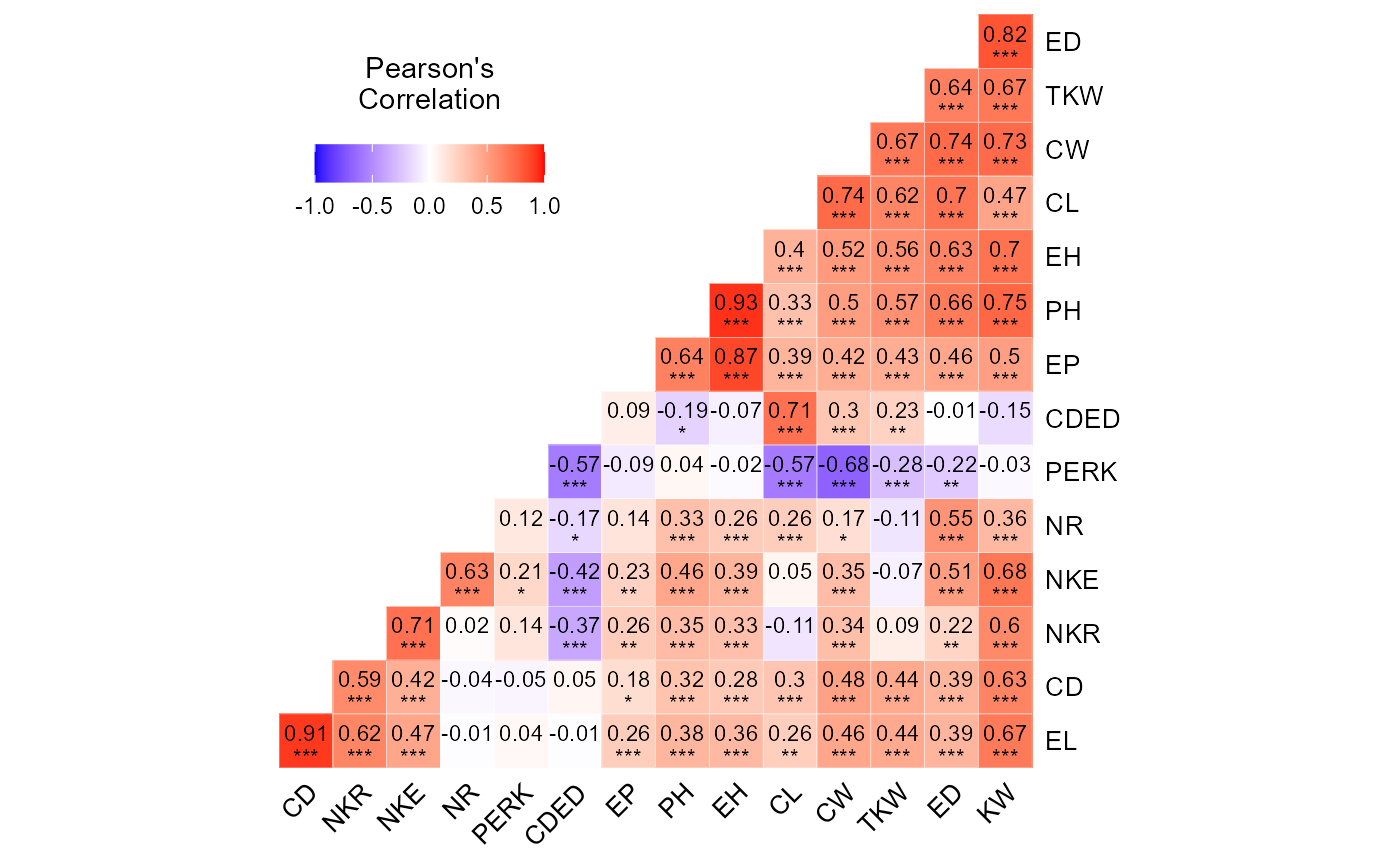 0.82 ED
***
Pearson's
Correlation
0.64 0.67 TKW
*** ***
0.67 0.74 0.73 CW
*** *** ***
-1.0 -0.5 0.0 0.5 1.0
0.74 0.62 0.7 0.47 CL
*** *** *** ***
0.4 0.52 0.56 0.63 0.7 EH
*** *** *** *** ***
0.93 0.33 0.5 0.57 0.66 0.75 PH
*** *** *** *** *** ***
0.64 0.87 0.39 0.42 0.43 0.46 0.5 EP
*** *** *** *** *** *** ***
0.09 -0.19 -0.07 0.71 0.3 0.23 -0.01 -0.15 CDED
* *** *** **
-0.57 -0.09 0.04 -0.02 -0.57 -0.68 -0.28 -0.22 -0.03 PERK
*** *** *** *** **
0.12 -0.17 0.14 0.33 0.26 0.26 0.17 -0.11 0.55 0.36 NR
* *** *** *** * *** ***
0.63 0.21 -0.42 0.23 0.46 0.39 0.05 0.35 -0.07 0.51 0.68 NKE
*** * *** ** *** *** *** *** ***
0.71 0.02 0.14 -0.37 0.26 0.35 0.33 -0.11 0.34 0.09 0.22 0.6 NKR
*** *** ** *** *** *** ** ***
0.59 0.42 -0.04 -0.05 0.05 0.18 0.32 0.28 0.3 0.48 0.44 0.39 0.63 CD
*** *** * *** *** *** *** *** *** ***
0.91 0.62 0.47 -0.01 0.04 -0.01 0.26 0.38 0.36 0.26 0.46 0.44 0.39 0.67 EL
*** *** *** *** *** *** ** *** *** *** ***
CD NKR NKE NR PERK CDED EP PH EH CL CW TKW ED KW